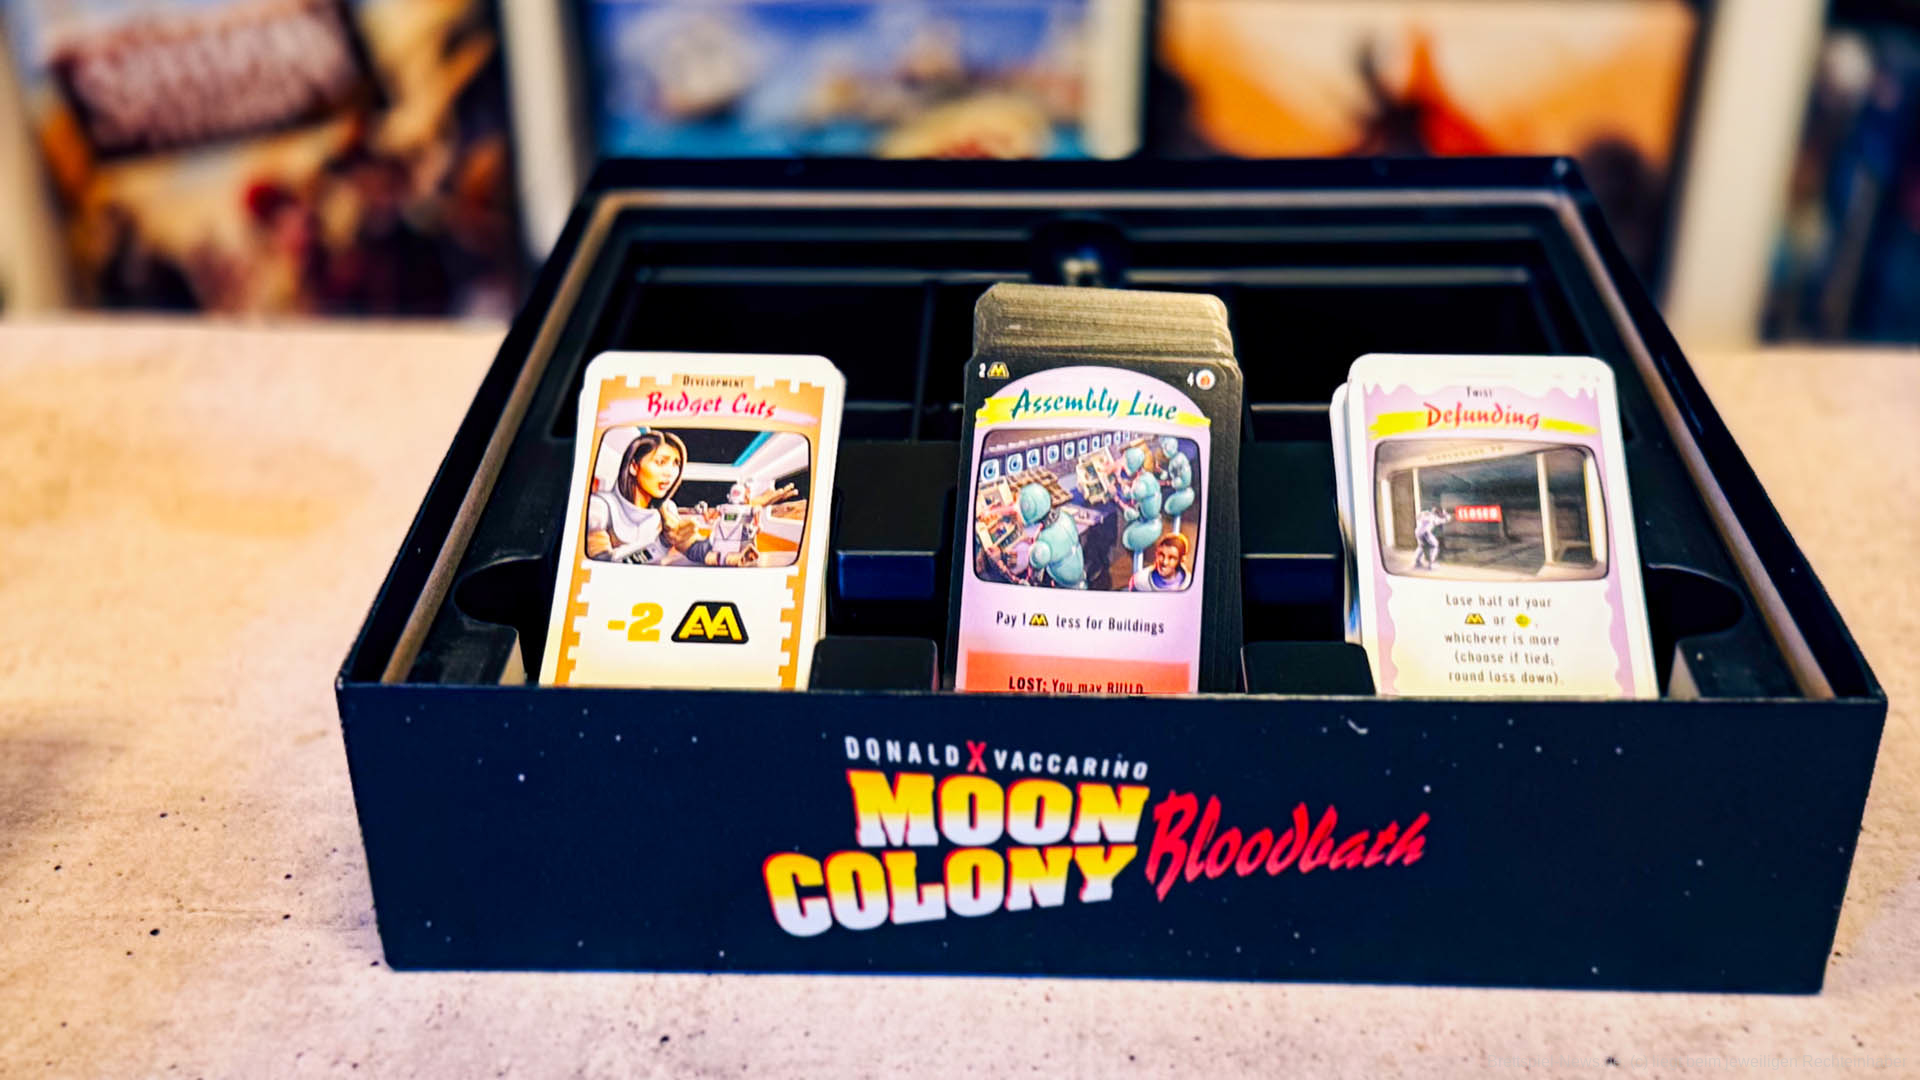 DEVELOPMENT
Budget Cuts
-2
2
4
Assembly Line
Pay 1 less for Buildings
LOST: You may BUILD
TWIST
Defunding
CLOSED
Lose half of your
or ,
whichever is more
(choose if tied;
round loss down).
DONALD X VACCARINO
MOON
COLONY
Bloodbath